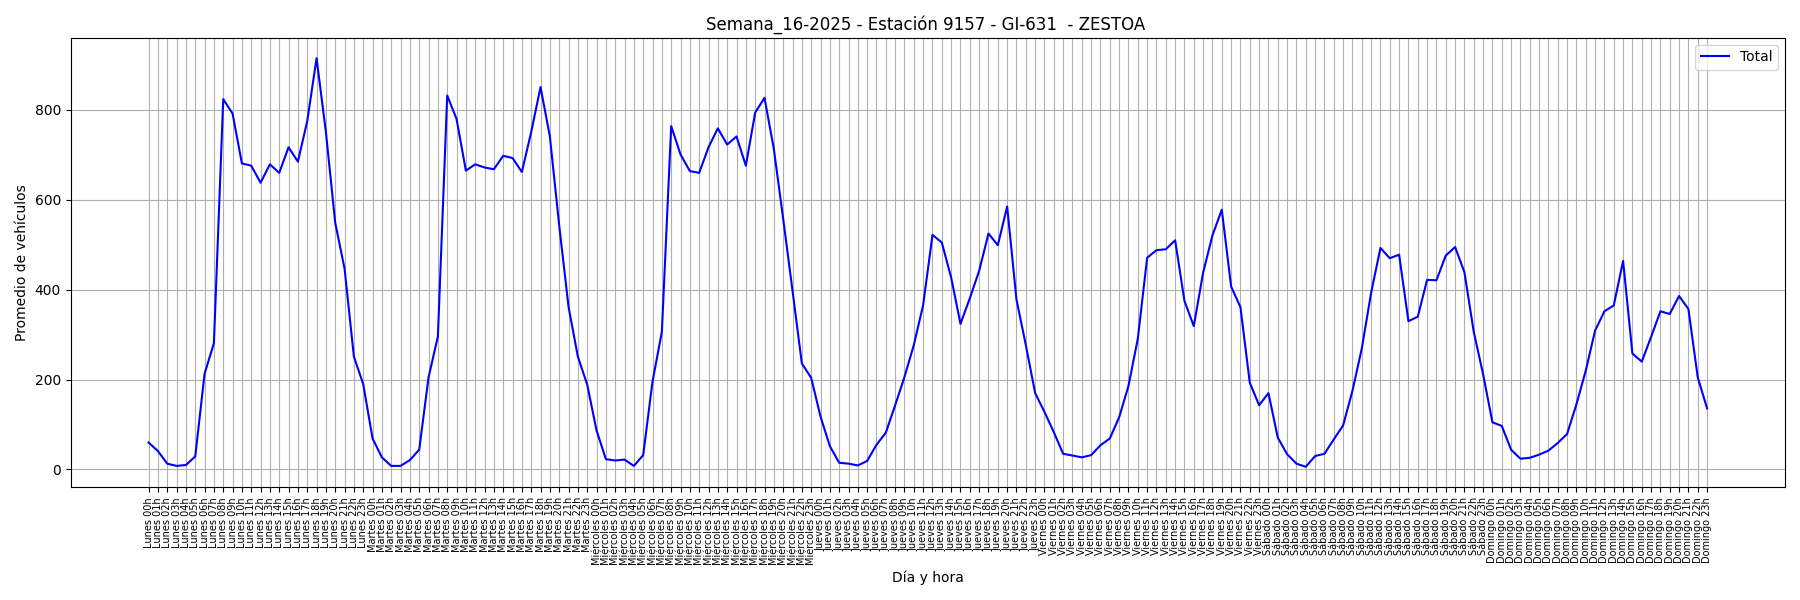 Semana_16-2025 - Estación 9157 - GI-631  - ZESTOA
Total
Promedio de vehículos
800
600
400
200
0
Lunes 00h
Lunes 01h
Lunes 02h
Lunes 03h
Lunes 04h
Lunes 05h
Lunes 06h
Lunes 07h
Lunes 08h
Lunes 09h
Lunes 10h
Lunes 11h
Lunes 12h
Lunes 13h
Lunes 14h
Lunes 15h
Lunes 16h
Lunes 17h
Lunes 18h
Lunes 19h
Lunes 20h
Lunes 21h
Lunes 22h
Lunes 23h
Martes 00h
Martes 01h
Martes 02h
Martes 03h
Martes 04h
Martes 05h
Martes 06h
Martes 07h
Martes 08h
Martes 09h
Martes 10h
Martes 11h
Martes 12h
Martes 13h
Martes 14h
Martes 15h
Martes 16h
Martes 17h
Martes 18h
Martes 19h
Martes 20h
Martes 21h
Martes 22h
Martes 23h
Miércoles 00h
Miércoles 01h
Miércoles 02h
Miércoles 03h
Miércoles 04h
Miércoles 05h
Miércoles 06h
Miércoles 07h
Miércoles 08h
Miércoles 09h
Miércoles 10h
Miércoles 11h
Miércoles 12h
Miércoles 13h
Miércoles 14h
Miércoles 15h
Miércoles 16h
Miércoles 17h
Miércoles 18h
Miércoles 19h
Miércoles 20h
Miércoles 21h
Miércoles 22h
Miércoles 23h
Jueves 00h
Jueves 01h
Jueves 02h
Jueves 03h
Jueves 04h
Jueves 05h
Jueves 06h
Jueves 07h
Jueves 08h
Jueves 09h
Jueves 10h
Jueves 11h
Jueves 12h
Jueves 13h
Jueves 14h
Jueves 15h
Jueves 16h
Jueves 17h
Jueves 18h
Jueves 19h
Jueves 20h
Jueves 21h
Jueves 22h
Jueves 23h
Viernes 00h
Viernes 01h
Viernes 02h
Viernes 03h
Viernes 04h
Viernes 05h
Viernes 06h
Viernes 07h
Viernes 08h
Viernes 09h
Viernes 10h
Viernes 11h
Viernes 12h
Viernes 13h
Viernes 14h
Viernes 15h
Viernes 16h
Viernes 17h
Viernes 18h
Viernes 19h
Viernes 20h
Viernes 21h
Viernes 22h
Viernes 23h
Sábado 00h
Sábado 01h
Sábado 02h
Sábado 03h
Sábado 04h
Sábado 05h
Sábado 06h
Sábado 07h
Sábado 08h
Sábado 09h
Sábado 10h
Sábado 11h
Sábado 12h
Sábado 13h
Sábado 14h
Sábado 15h
Sábado 16h
Sábado 17h
Sábado 18h
Sábado 19h
Sábado 20h
Sábado 21h
Sábado 22h
Sábado 23h
Domingo 00h
Domingo 01h
Domingo 02h
Domingo 03h
Domingo 04h
Domingo 05h
Domingo 06h
Domingo 07h
Domingo 08h
Domingo 09h
Domingo 10h
Domingo 11h
Domingo 12h
Domingo 13h
Domingo 14h
Domingo 15h
Domingo 16h
Domingo 17h
Domingo 18h
Domingo 19h
Domingo 20h
Domingo 21h
Domingo 22h
Domingo 23h
Día y hora